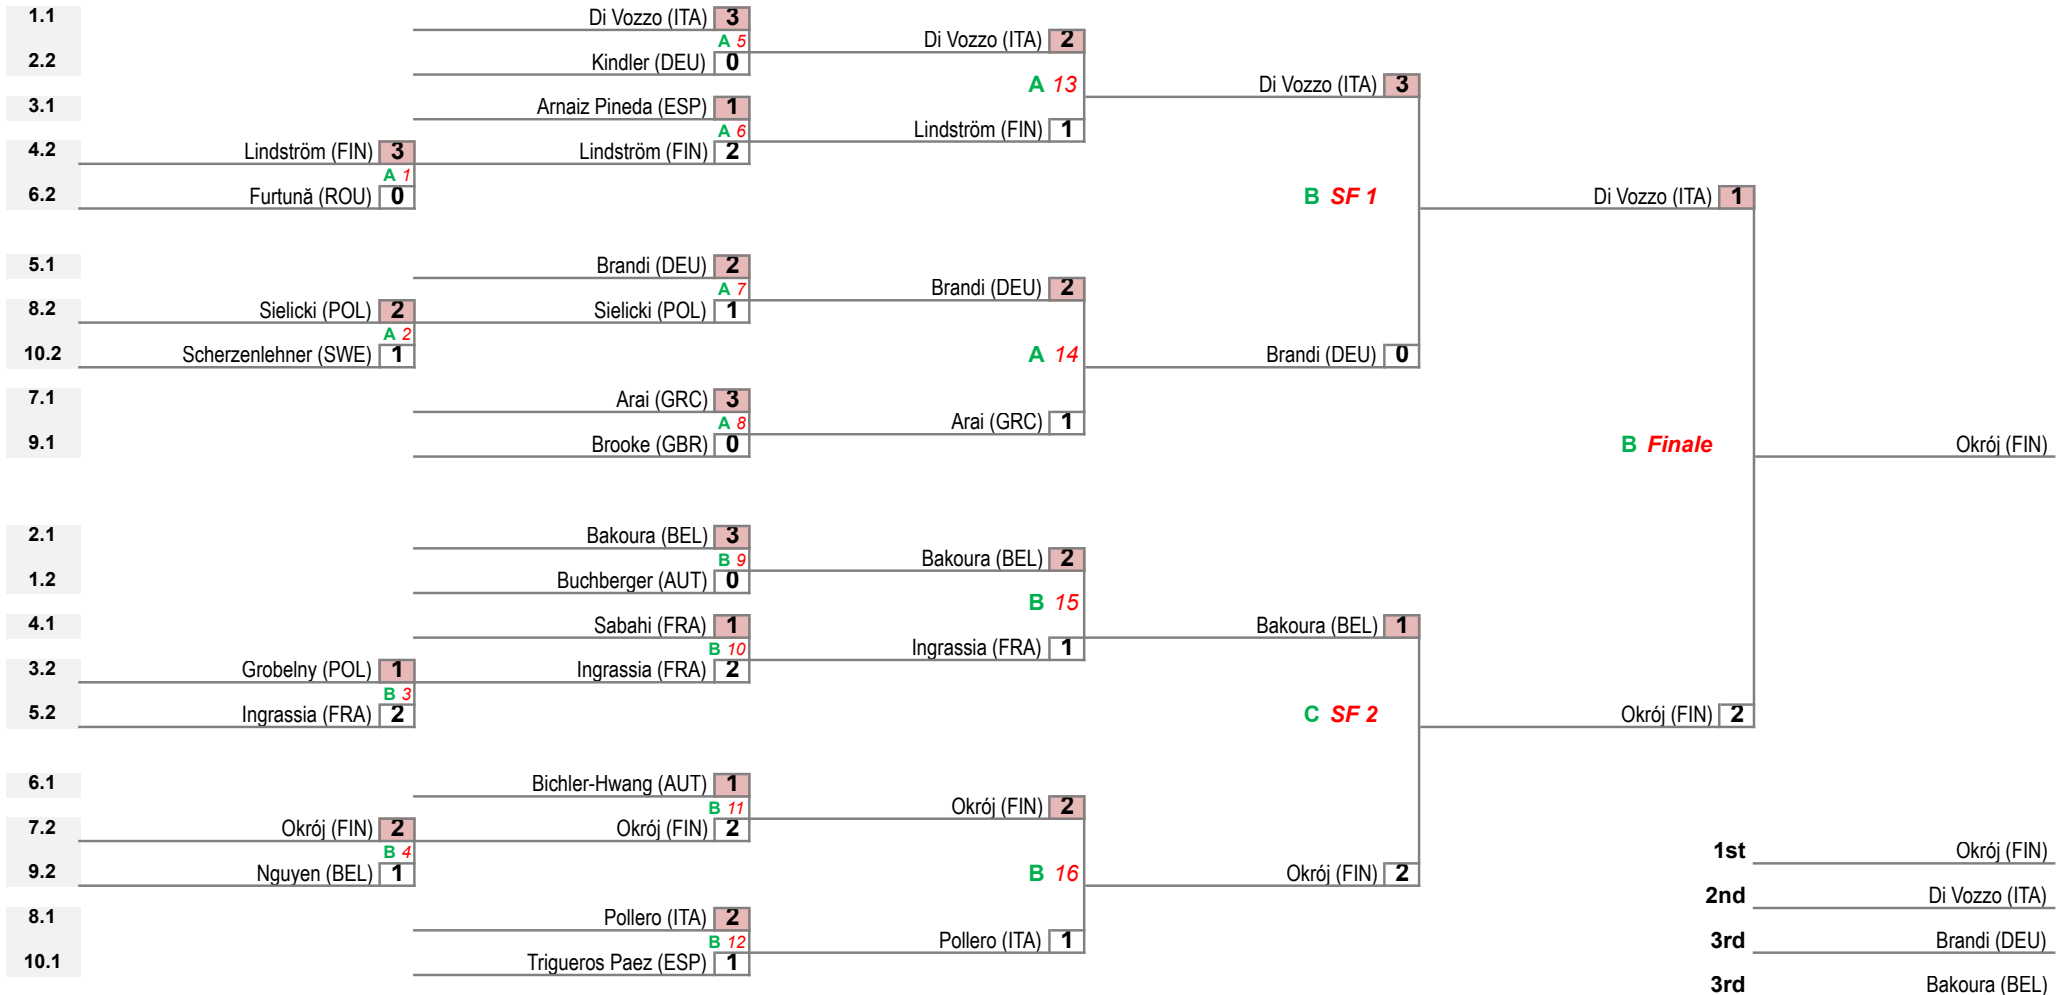 1.1 Di Vozzo (ITA) 3
A 5 Di Vozzo (ITA) 2
2.2 Kindler (DEU) 0
A 13 Di Vozzo (ITA) 3
3.1 Arnaiz Pineda (ESP) 1
A 6 Lindström (FIN) 1
4.2 Lindström (FIN) 3 Lindström (FIN) 2
A 1
6.2 Furtună (ROU) 0 B SF 1 Di Vozzo (ITA) 1
5.1 Brandi (DEU) 2
A 7 Brandi (DEU) 2
8.2 Sielicki (POL) 2 Sielicki (POL) 1
A 2
10.2 Scherzenlehner (SWE) 1 A 14 Brandi (DEU) 0
7.1 Arai (GRC) 3
A 8 Arai (GRC) 1
9.1 Brooke (GBR) 0 B Finale Okrój (FIN)
2.1 Bakoura (BEL) 3
B 9 Bakoura (BEL) 2
1.2 Buchberger (AUT) 0
B 15
4.1 Sabahi (FRA) 1 Bakoura (BEL) 1
B 10 Ingrassia (FRA) 1
3.2 Grobelny (POL) 1 Ingrassia (FRA) 2
B 3
5.2 Ingrassia (FRA) 2 C SF 2 Okrój (FIN) 2
6.1 Bichler-Hwang (AUT) 1
B 11 Okrój (FIN) 2
7.2 Okrój (FIN) 2 Okrój (FIN) 2
B 4 1st Okrój (FIN)
9.2 Nguyen (BEL) 1 B 16 Okrój (FIN) 2
2nd Di Vozzo (ITA)
8.1 Pollero (ITA) 2
B 12 Pollero (ITA) 1 3rd Brandi (DEU)
10.1 Trigueros Paez (ESP) 1
3rd Bakoura (BEL)